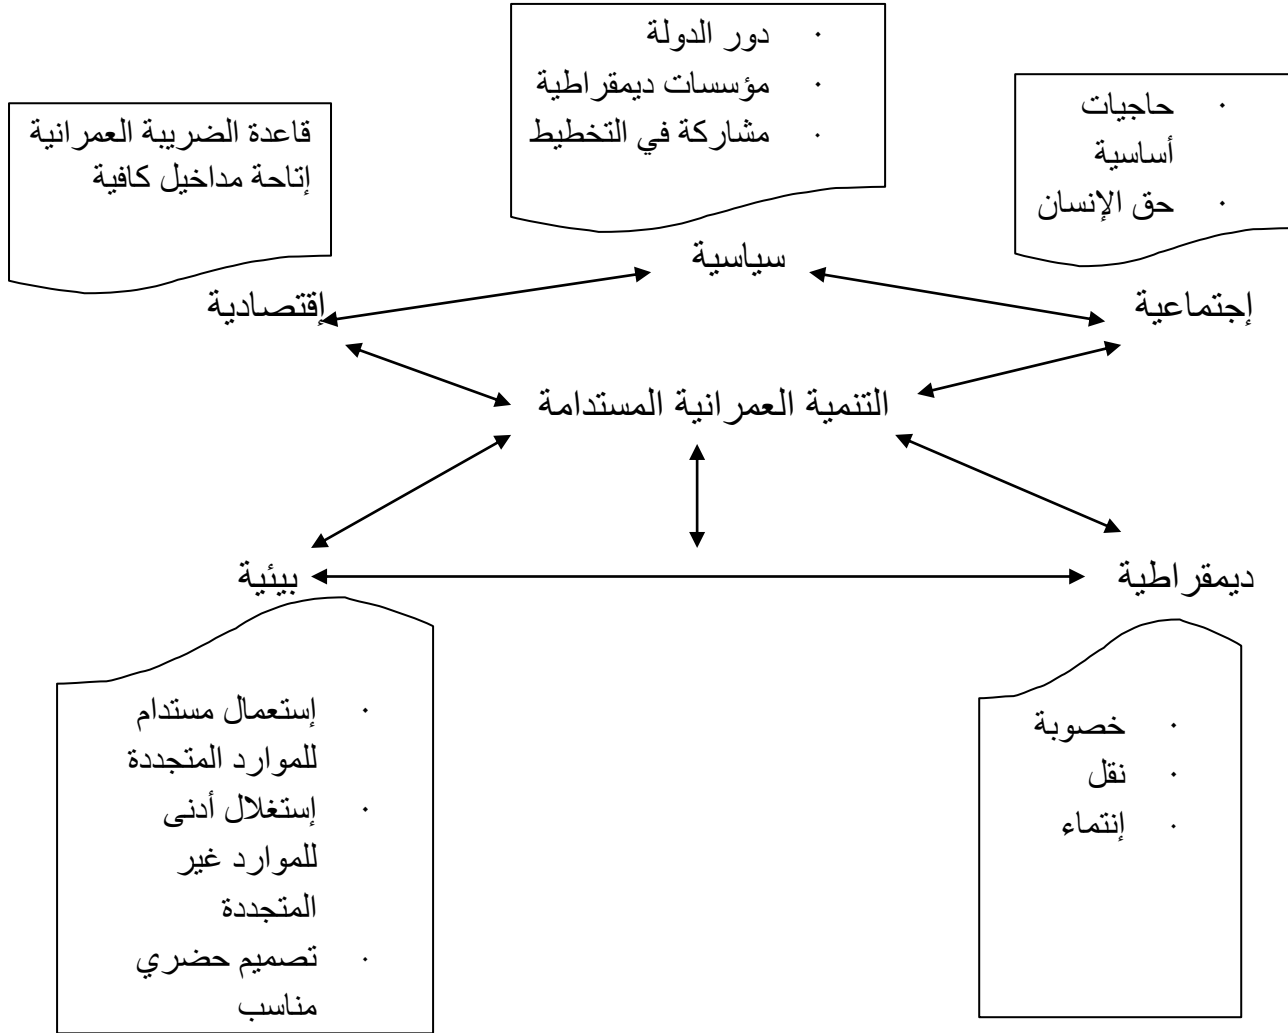 · دور الدولة
· مؤسسات ديمقراطية
· مشاركة في التخطيط
· حاجيات
أساسية
· حق الإنسان
قاعدة الضريبة العمرانية
إتاحة مداخيل كافية
سياسية
إجتماعية
إقتصادية
التنمية العمرانية المستدامة
ديمقراطية
بيئية
· خصوبة
· نقل
· إنتماء
· إستعمال مستدام
للموارد المتجددة
· إستغلال أدنى
للموارد غير
المتجددة
· تصميم حضري
مناسب